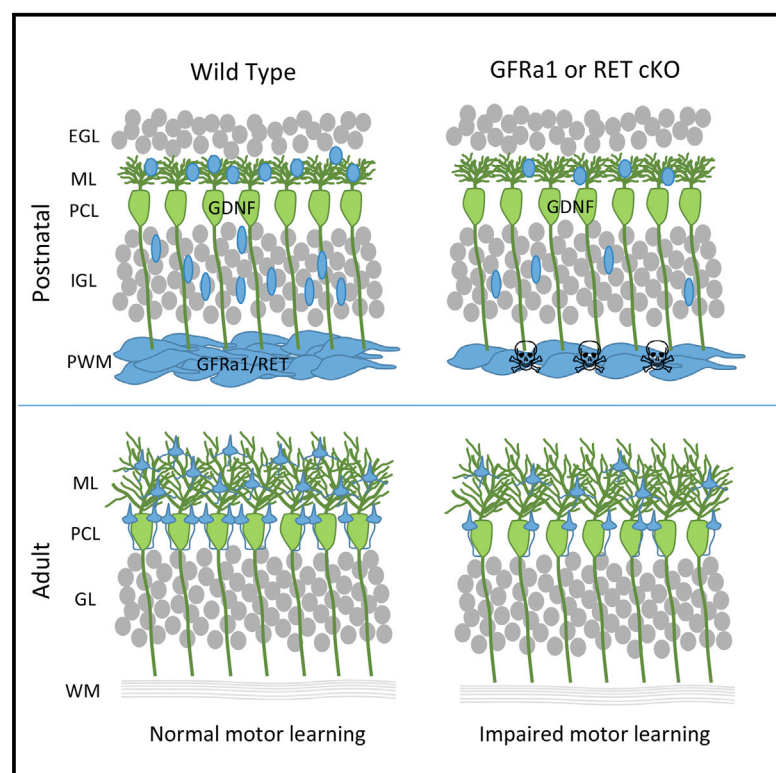 Wild Type
GFRa1 or RET cKO
Postnatal
EGL
ML
PCL
GDNF
GDNF
IGL
PWM
GFRa1/RET
Adult
ML
PCL
GL
WM
Normal motor learning
Impaired motor learning